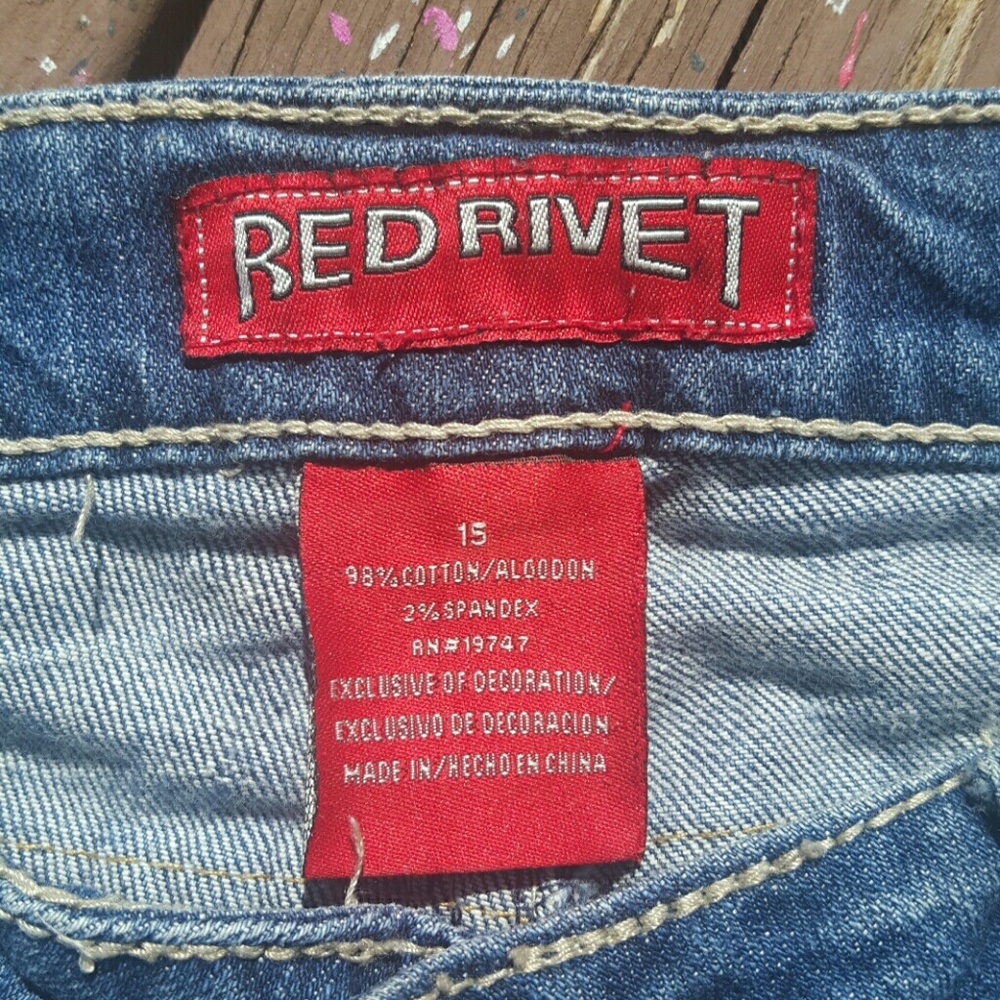 RED RIVET
15
98% COTTON/ALGODON
2% SPANDEX
RN#19747
EXCLUSIVE OF DECORATION/
EXCLUSIVO DE DECORACION
MADE IN/HECHO EN CHINA